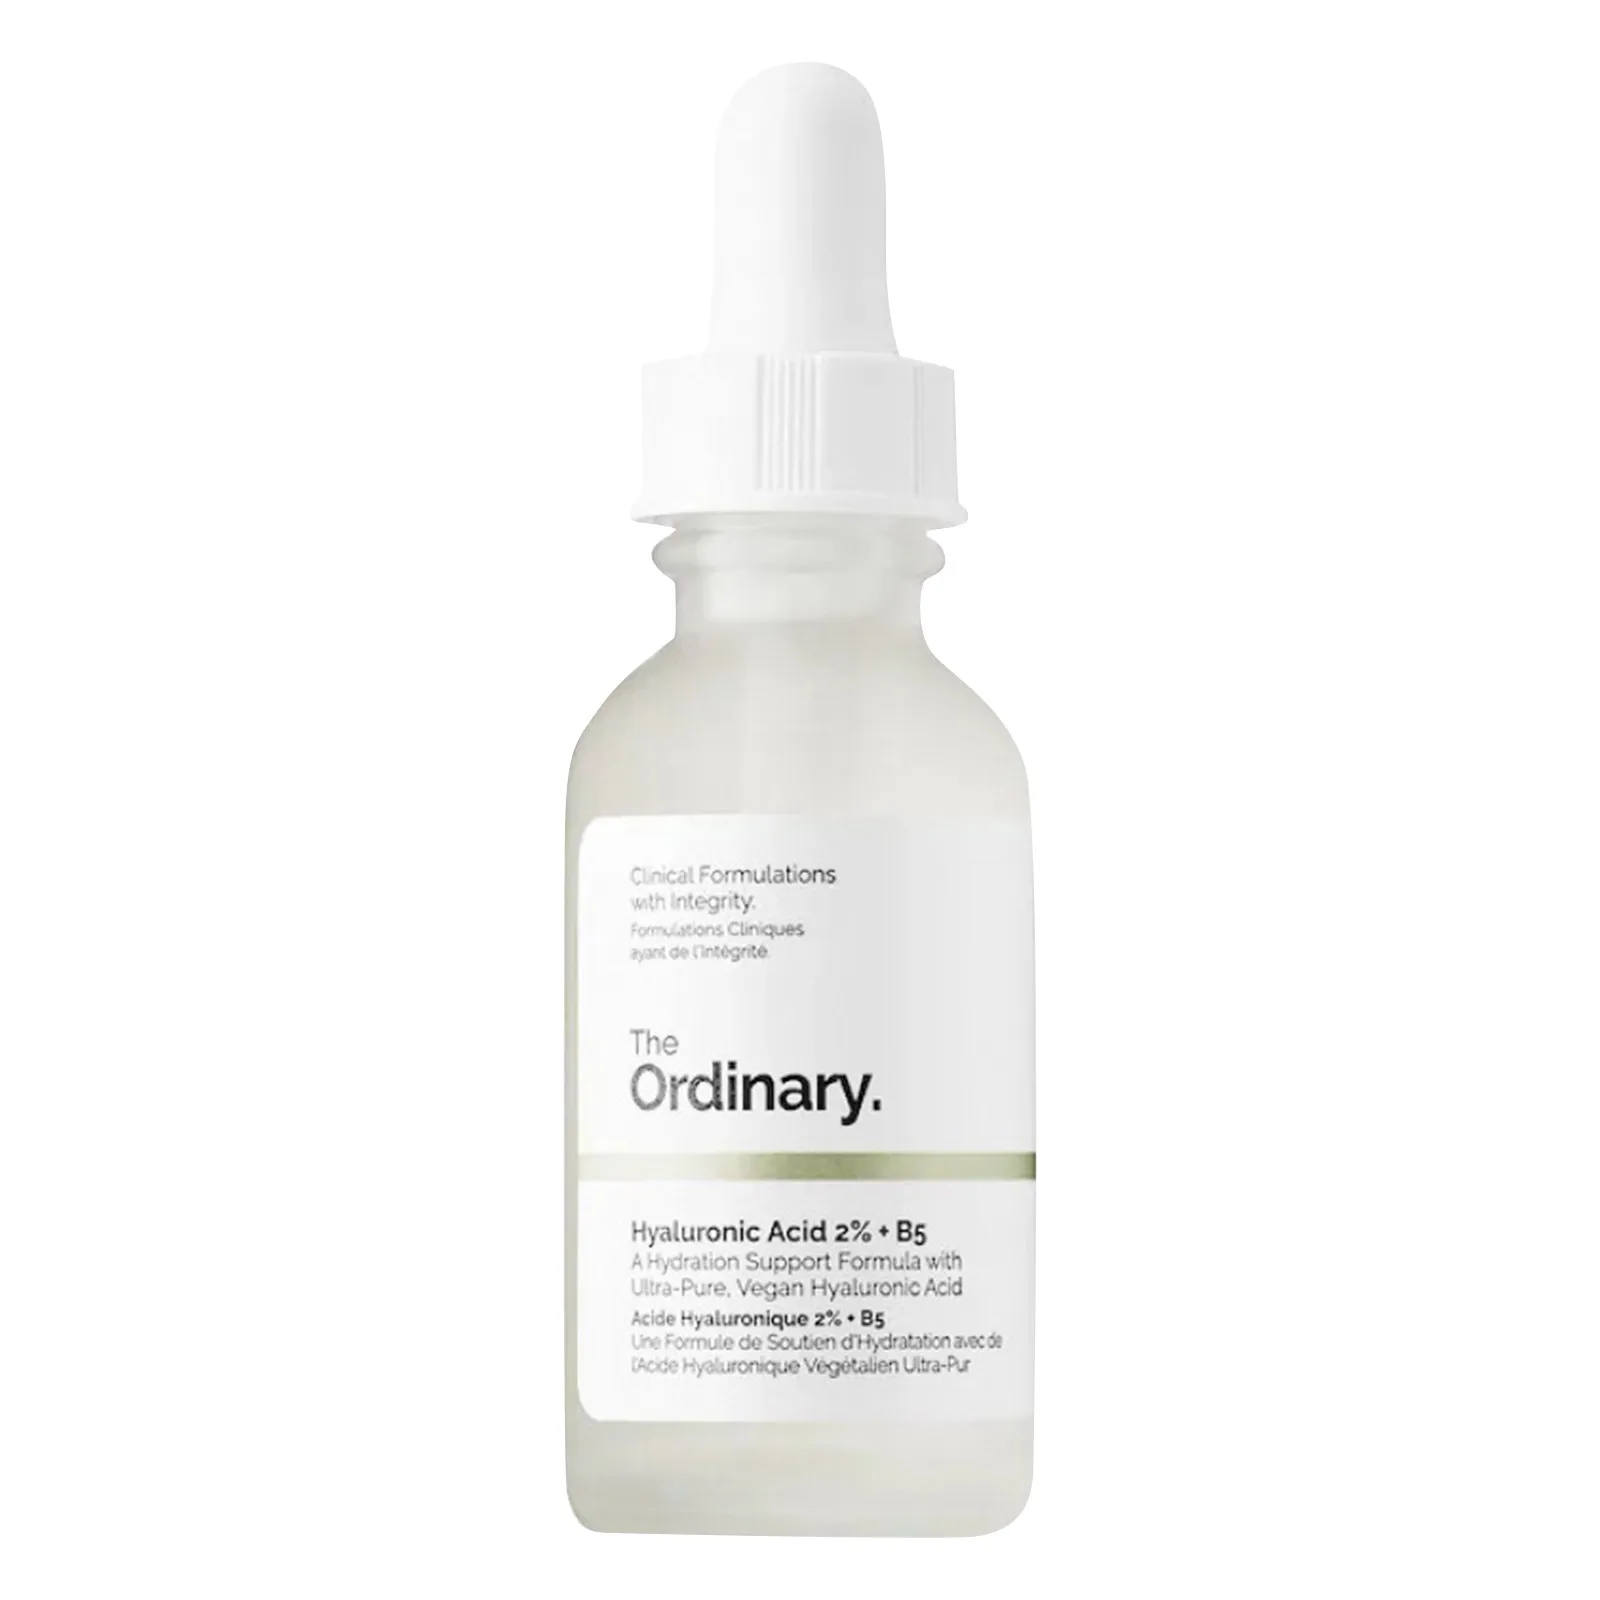 Clinical Formulations
with Integrity.
Formulations Cliniques
ayant de l'Intégrité.
The
Ordinary.
Hyaluronic Acid 2% + B5
A Hydration Support Formula with
Ultra-Pure, Vegan Hyaluronic Acid
Acide Hyaluronique 2% + B5
Une Formule de Soutien d'Hydratation avec de
l'Acide Hyaluronique Végétalien Ultra-Pur